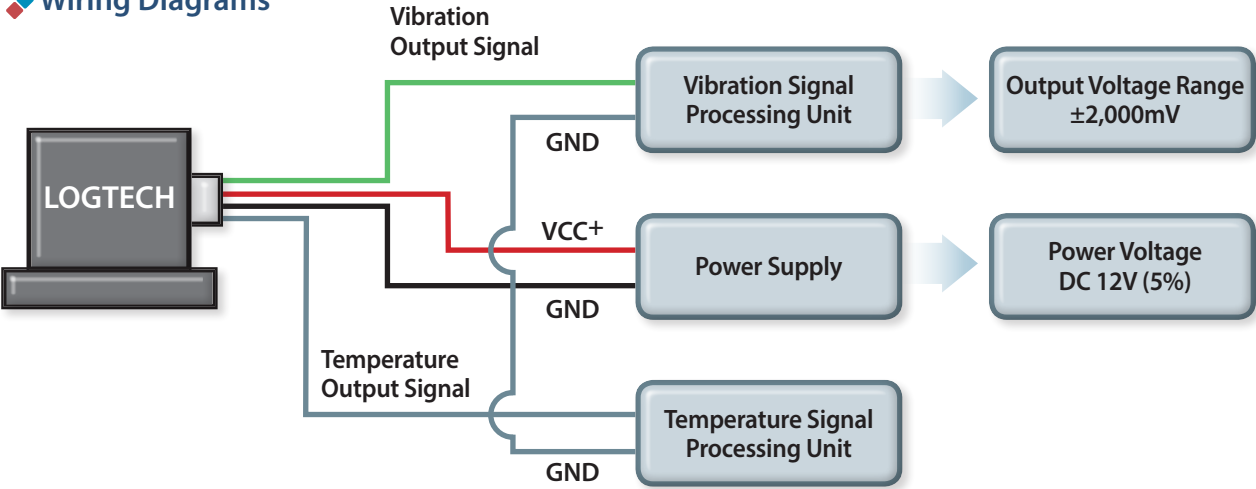 Wiring Diagrams
Vibration
Output Signal
Vibration Signal
Processing Unit
Output Voltage Range
±2,000mV
GND
LOGTECH
VCC+
Power Supply
Power Voltage
DC 12V (5%)
GND
Temperature
Output Signal
Temperature Signal
Processing Unit
GND